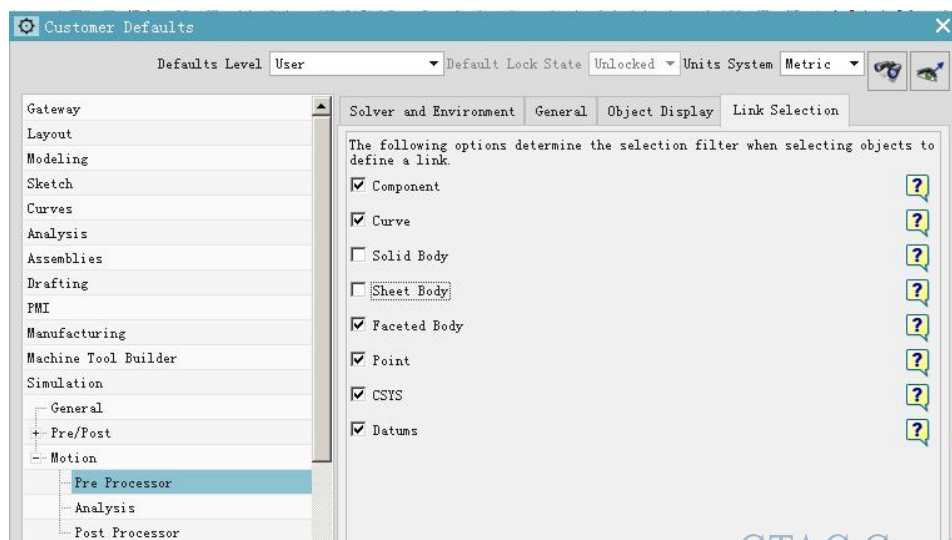 Customer Defaults
Defaults Level User Default Lock State Unlocked Units System Metric
Gateway
Layout
Modeling
Sketch
Curves
Analysis
Assemblies
Drafting
PMI
Manufacturing
Machine Tool Builder
Simulation
General
Pre/Post
Motion
Pre Processor
Analysis
Post Processor
Solver and Environment General Object Display Link Selection
The following options determine the selection filter when selecting objects to
define a link.
Component ?
Curve ?
Solid Body ?
Sheet Body ?
Faceted Body ?
Point ?
CSYS ?
Datums ?